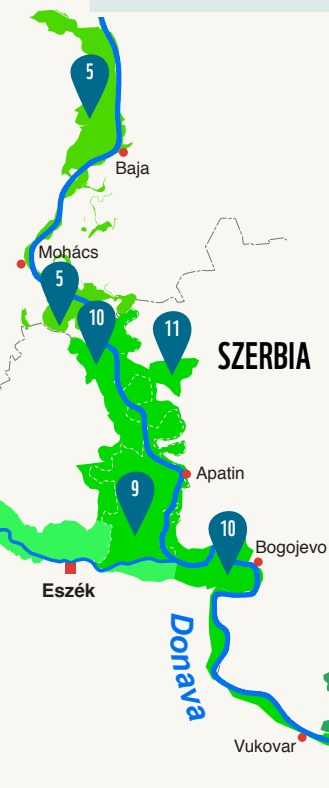 5
Baja
Mohács
5
10
11
SZERBIA
Apatin
9
10
Bogojevo
Eszék
Donava
Vukovar